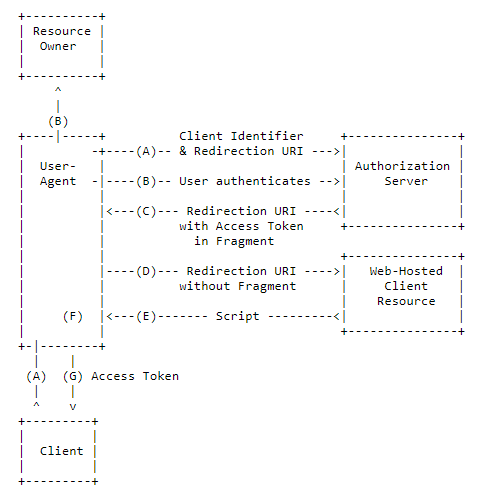 +----------+
| Resource |
|  Owner   |
|          |
+----------+
     ^
     |
    (B)
+----|-----+          Client Identifier     +---------------+
|         -+----(A)-- & Redirection URI --->|               |
|  User-   |                                | Authorization |
|  Agent  -|----(B)-- User authenticates -->|     Server    |
|          |                                |               |
|          |<---(C)--- Redirection URI ----<|               |
|          |          with Access Token     +---------------+
|          |            in Fragment
|          |                                +---------------+
|          |----(D)--- Redirection URI ---->|   Web-Hosted  |
|          |          without Fragment      |     Client    |
|          |                                |    Resource   |
|     (F)  |<---(E)------- Script ---------<|               |
|          |                                +---------------+
+-|--------+
  |    |
 (A)  (G) Access Token
  |    |
  ^    v
+---------+
|         |
|  Client |
|         |
+---------+